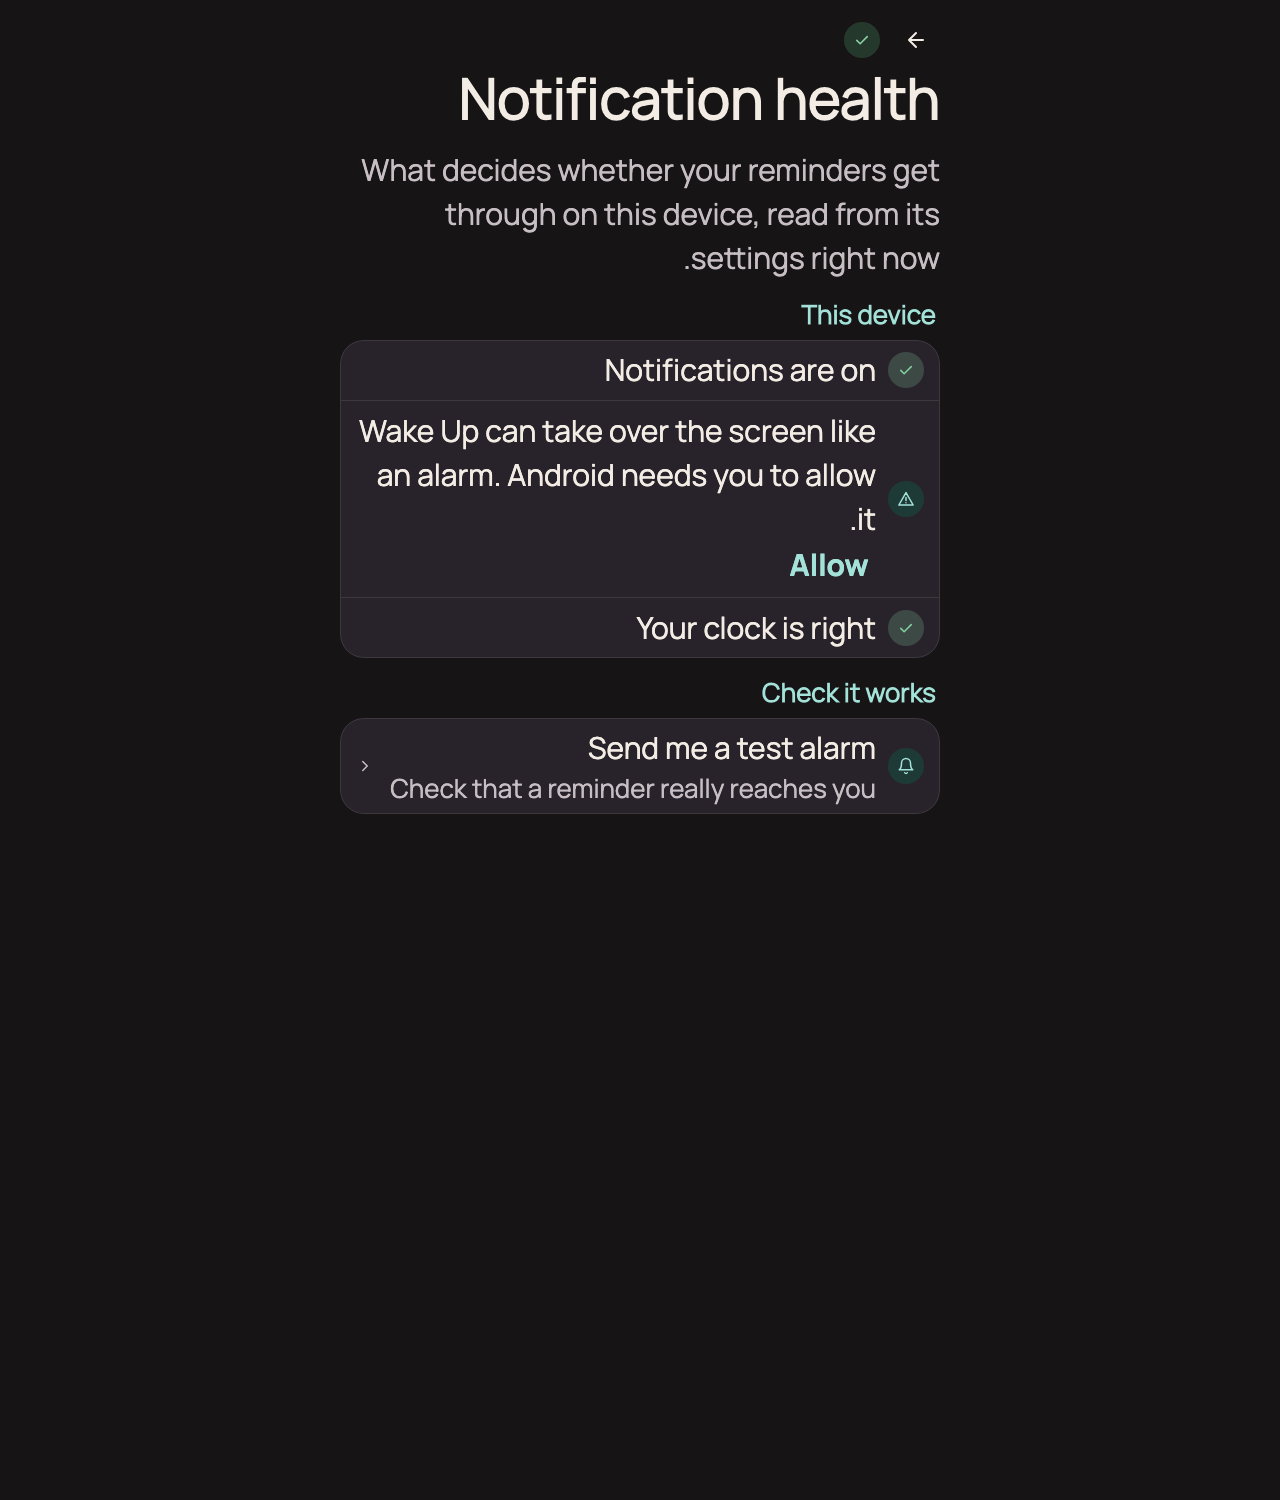 Notification health
What decides whether your reminders get
through on this device, read from its
.settings right now
This device
Notifications are on
Wake Up can take over the screen like
an alarm. Android needs you to allow
.it
Allow
Your clock is right
Check it works
Send me a test alarm
Check that a reminder really reaches you